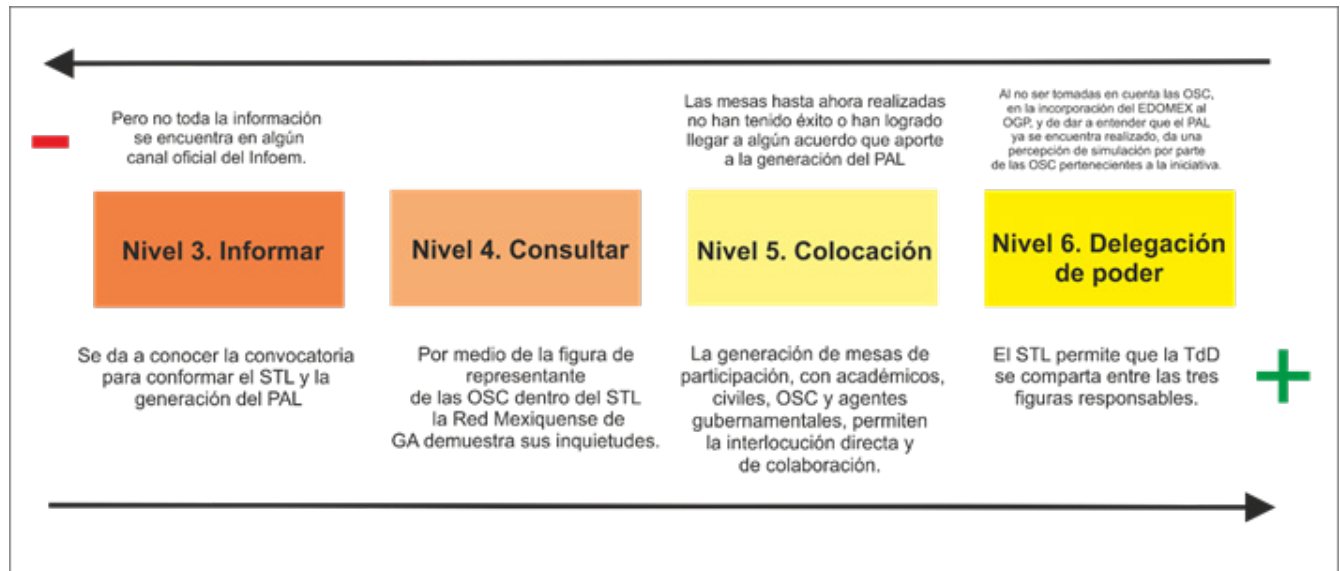 Pero no toda la información
se encuentra en algún
canal oficial del Infoem.
Las mesas hasta ahora realizadas
no han tenido éxito o han logrado
llegar a algún acuerdo que aporte
a la generación del PAL
Al no ser tomadas en cuenta las OSC,
en la incorporación del EDOMEX al
OGP, y de dar a entender que el PAL
ya se encuentra realizado, da una
percepción de simulación por parte
de las OSC pertenecientes a la iniciativa.
Nivel 3. Informar
Nivel 4. Consultar
Nivel 5. Colocación
Nivel 6. Delegación
de poder
Se da a conocer la convocatoria
para conformar el STL y la
generación del PAL
Por medio de la figura de
representante
de las OSC dentro del STL
la Red Mexiquense de
GA demuestra sus inquietudes.
La generación de mesas de
participación, con académicos,
civiles, OSC y agentes
gubernamentales, permiten
la interlocución directa y
de colaboración.
El STL permite que la TdD
se comparta entre las tres
figuras responsables.